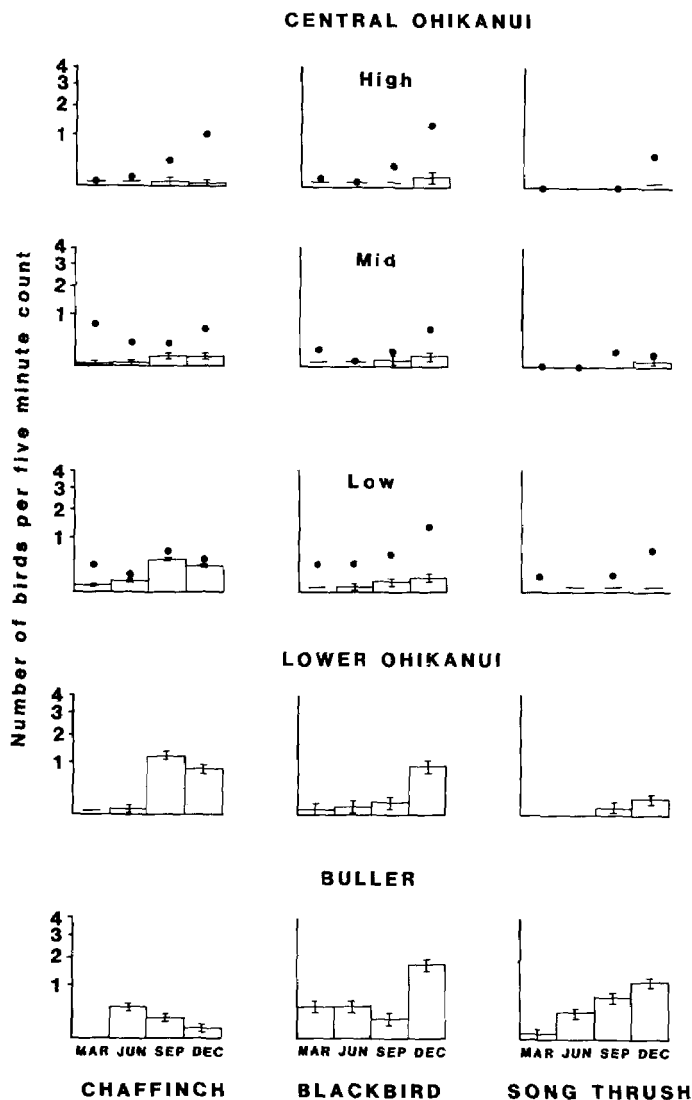 CENTRAL OHIKANUI
High
4
3
2
1
Mid
4
3
2
1
Low
4
3
2
1
Number of birds per five minute count
LOWER OHIKANUI
4
3
2
1
BULLER
4
3
2
1
MAR JUN SEP DEC MAR JUN SEP DEC MAR JUN SEP DEC
CHAFFINCH BLACKBIRD SONG THRUSH